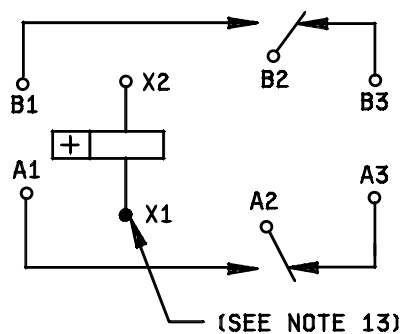 B1
X2
B2
B3
+
A1
A2
A3
X1
(SEE NOTE 13)